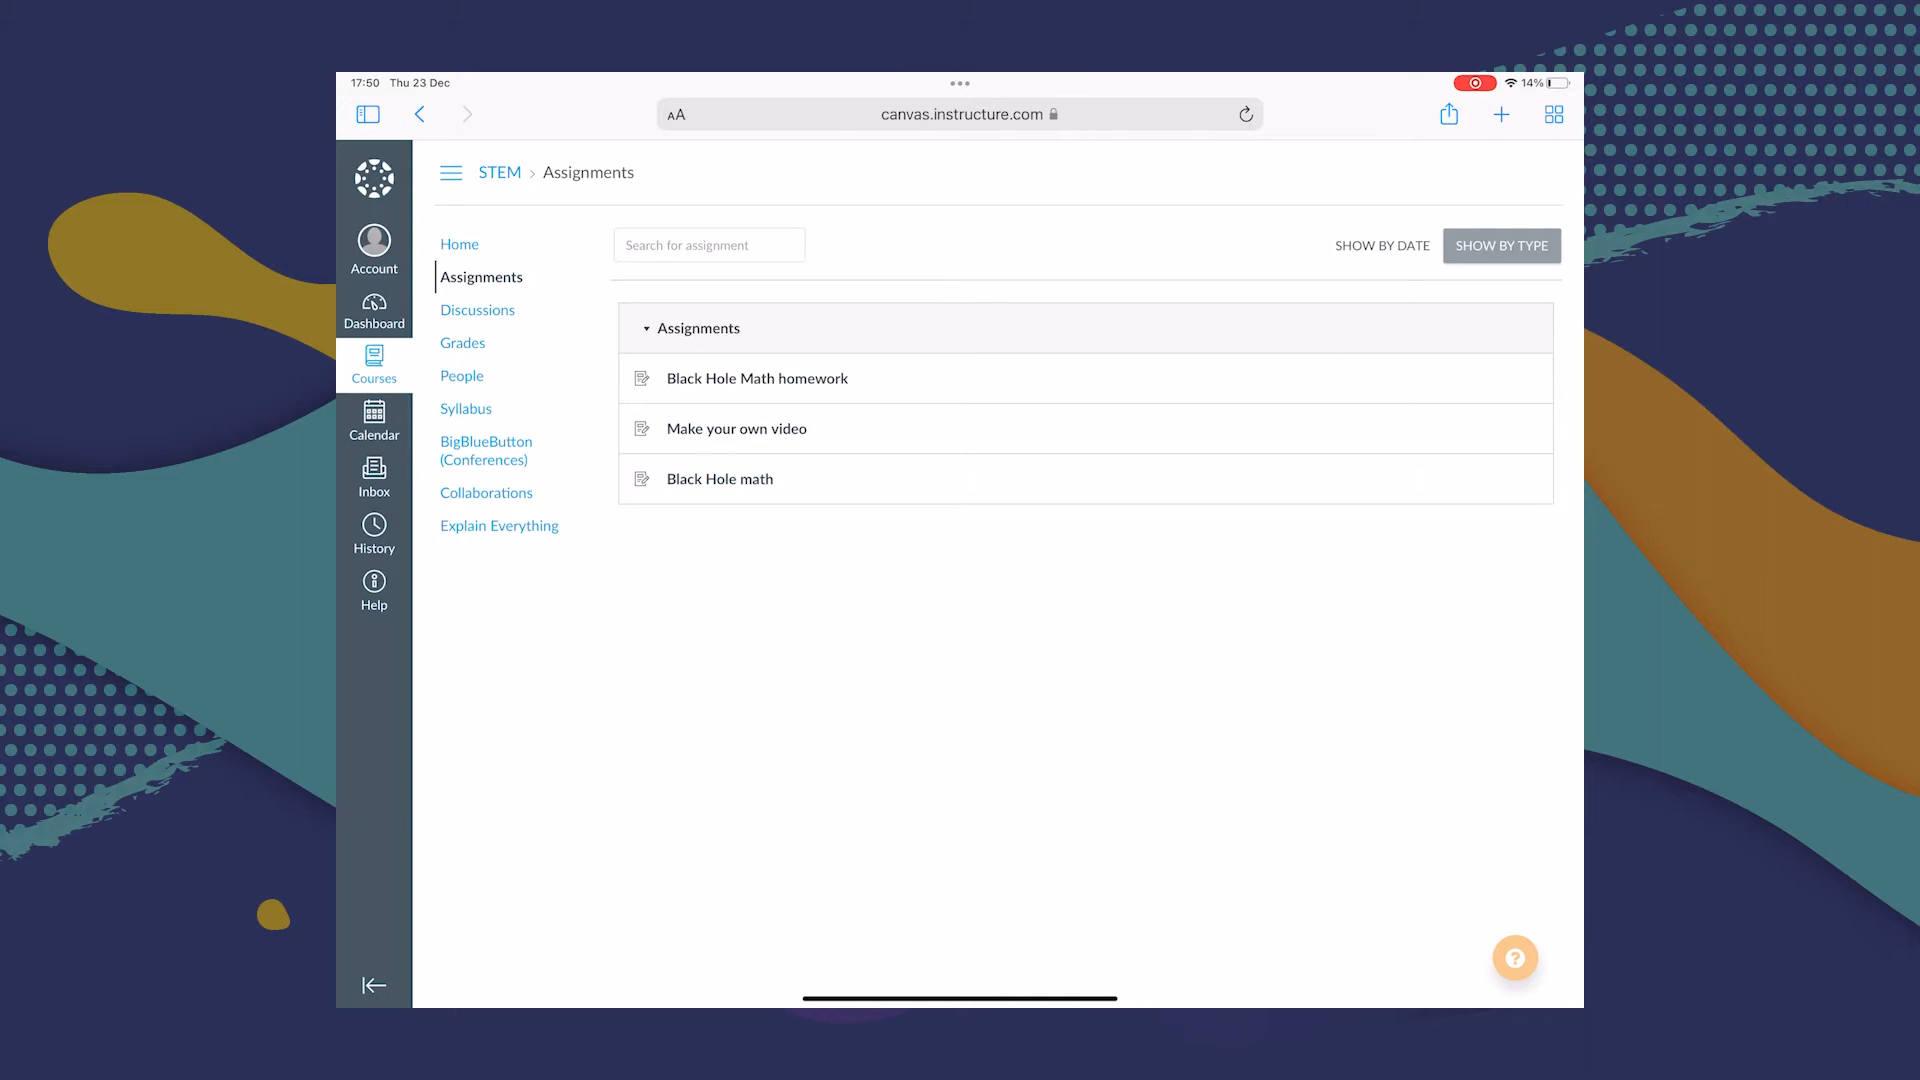 17:50 Thu 23 Dec
14%
AA canvas.instructure.com
STEM > Assignments
Account
Dashboard
Courses
Calendar
Inbox
History
Help
Home
Assignments
Discussions
Grades
People
Syllabus
BigBlueButton
(Conferences)
Collaborations
Explain Everything
Search for assignment
SHOW BY DATE
SHOW BY TYPE
Assignments
Black Hole Math homework
Make your own video
Black Hole math
?